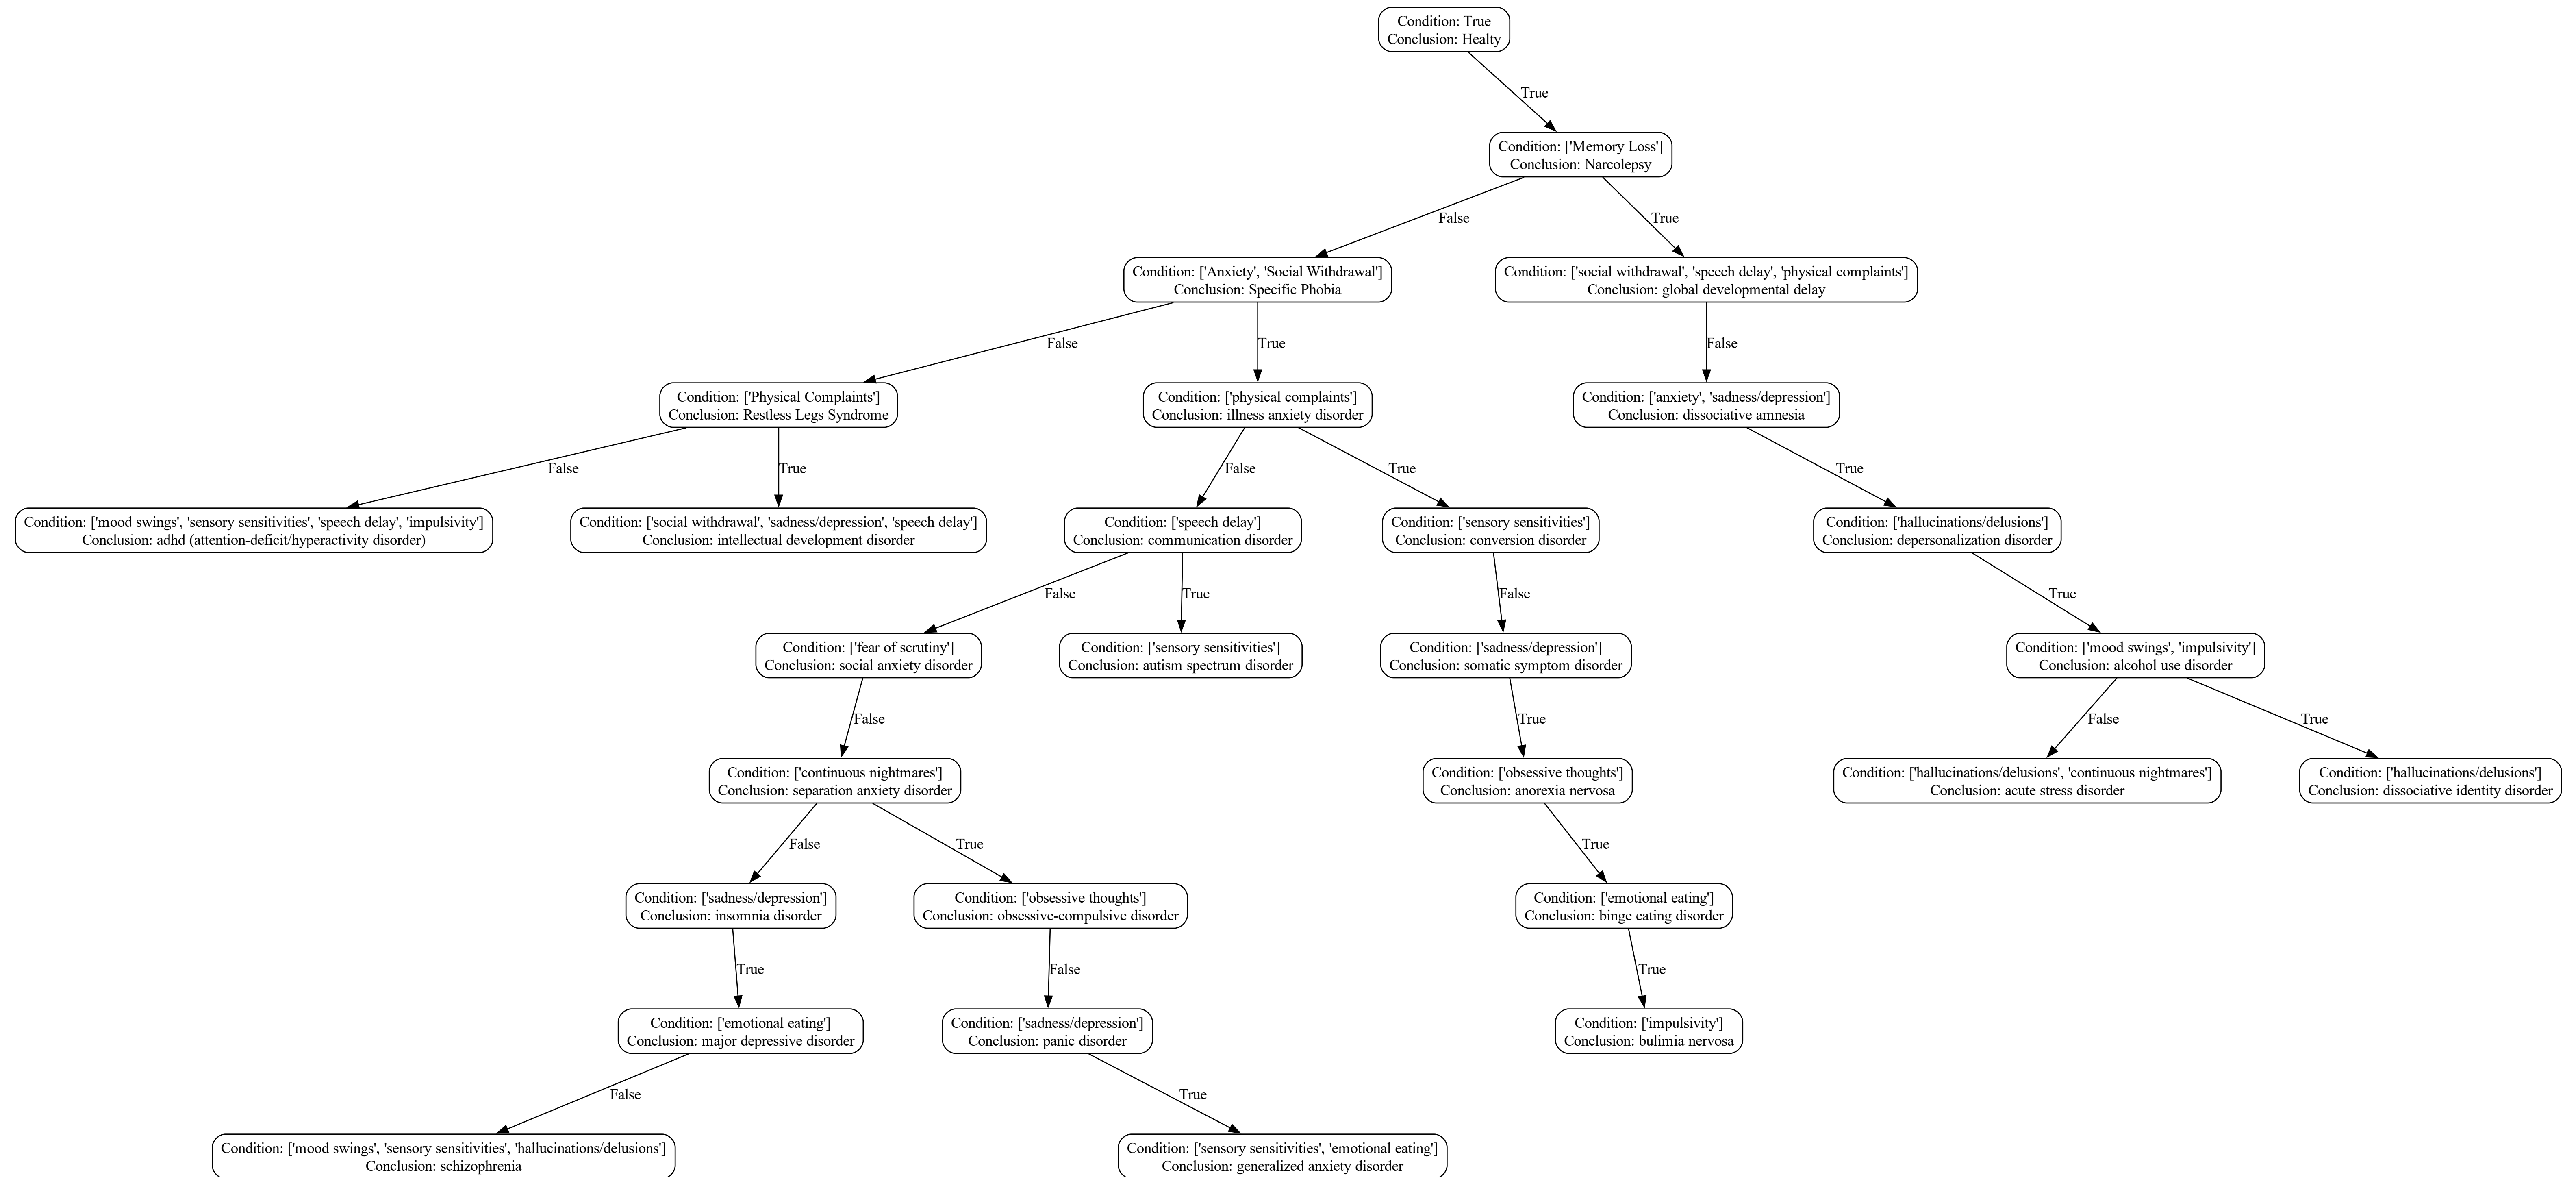 Condition: True
Conclusion: Healty
True
Condition: ['Memory Loss']
Conclusion: Narcolepsy
False
True
Condition: ['Anxiety', 'Social Withdrawal']
Conclusion: Specific Phobia
Condition: ['social withdrawal', 'speech delay', 'physical complaints']
Conclusion: global developmental delay
False
True
False
Condition: ['Physical Complaints']
Conclusion: Restless Legs Syndrome
Condition: ['physical complaints']
Conclusion: illness anxiety disorder
Condition: ['anxiety', 'sadness/depression']
Conclusion: dissociative amnesia
False
True
False
True
True
Condition: ['mood swings', 'sensory sensitivities', 'speech delay', 'impulsivity']
Conclusion: adhd (attention-deficit/hyperactivity disorder)
Condition: ['social withdrawal', 'sadness/depression', 'speech delay']
Conclusion: intellectual development disorder
Condition: ['speech delay']
Conclusion: communication disorder
Condition: ['sensory sensitivities']
Conclusion: conversion disorder
Condition: ['hallucinations/delusions']
Conclusion: depersonalization disorder
False
True
False
True
Condition: ['fear of scrutiny']
Conclusion: social anxiety disorder
Condition: ['sensory sensitivities']
Conclusion: autism spectrum disorder
Condition: ['sadness/depression']
Conclusion: somatic symptom disorder
Condition: ['mood swings', 'impulsivity']
Conclusion: alcohol use disorder
False
True
False
True
Condition: ['continuous nightmares']
Conclusion: separation anxiety disorder
Condition: ['obsessive thoughts']
Conclusion: anorexia nervosa
Condition: ['hallucinations/delusions', 'continuous nightmares']
Conclusion: acute stress disorder
Condition: ['hallucinations/delusions']
Conclusion: dissociative identity disorder
False
True
True
Condition: ['sadness/depression']
Conclusion: insomnia disorder
Condition: ['obsessive thoughts']
Conclusion: obsessive-compulsive disorder
Condition: ['emotional eating']
Conclusion: binge eating disorder
True
False
True
Condition: ['emotional eating']
Conclusion: major depressive disorder
Condition: ['sadness/depression']
Conclusion: panic disorder
Condition: ['impulsivity']
Conclusion: bulimia nervosa
False
True
Condition: ['mood swings', 'sensory sensitivities', 'hallucinations/delusions']
Conclusion: schizophrenia
Condition: ['sensory sensitivities', 'emotional eating']
Conclusion: generalized anxiety disorder